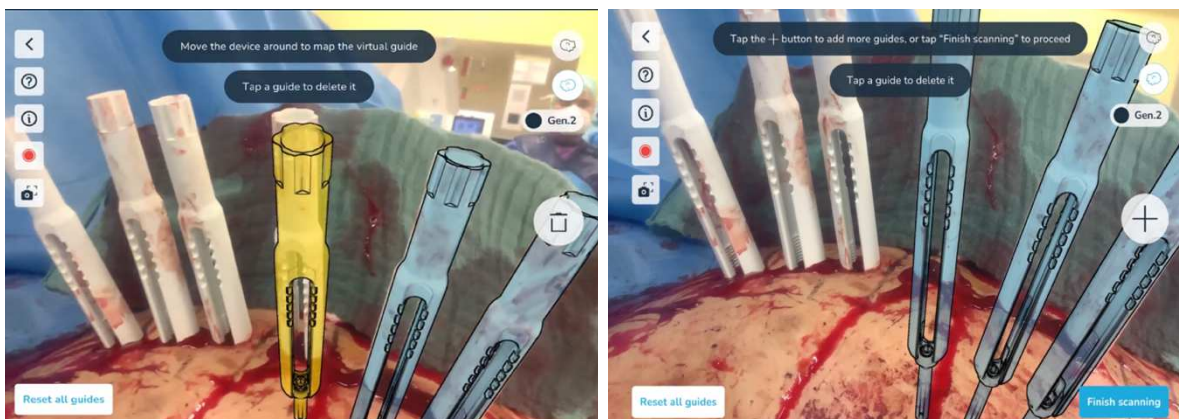 Move the device around to map the virtual guide
Tap a guide to delete it
Gen.2
Reset all guides
Tap the + button to add more guides, or tap "Finish scanning" to proceed
Tap a guide to delete it
Gen.2
Reset all guides
Finish scanning